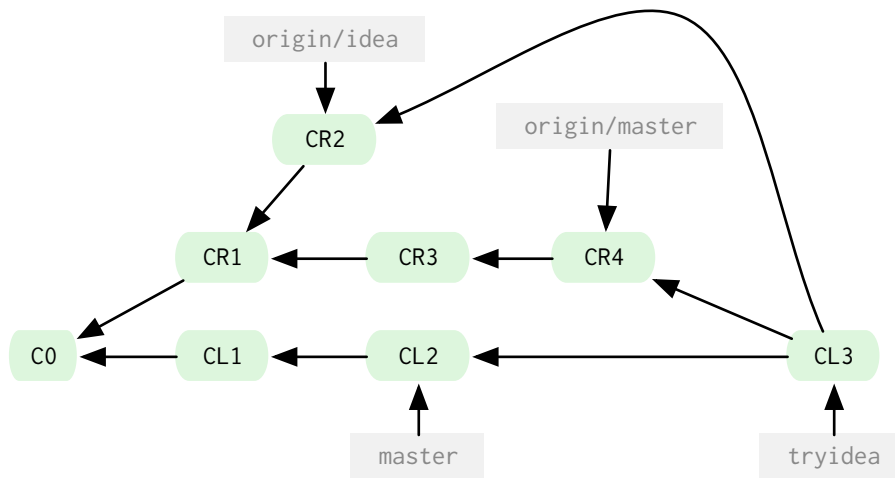 origin/idea
origin/master
CR2
CR1
CR3
CR4
C0
CL1
CL2
CL3
master
tryidea